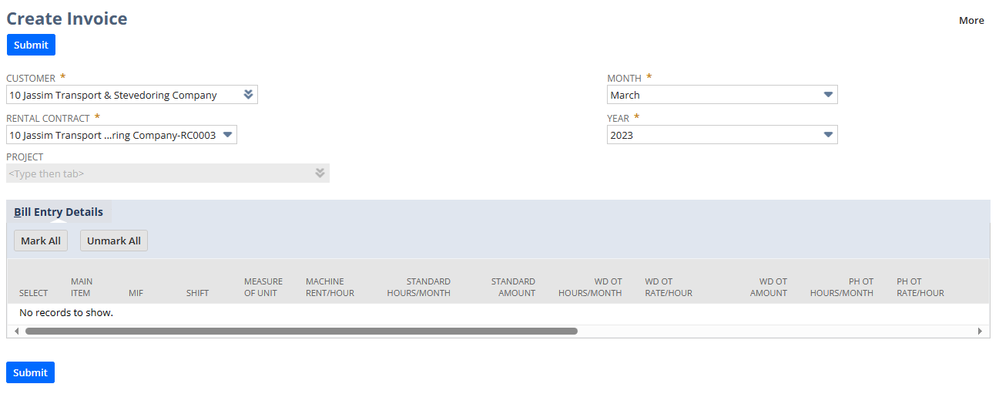 Create Invoice
More
Submit
CUSTOMER *
10 Jassim Transport & Stevedoring Company
MONTH *
March
RENTAL CONTRACT *
10 Jassim Transport ...ring Company-RC0003
YEAR *
2023
PROJECT
<Type then tab>
Bill Entry Details
Mark All
Unmark All
SELECT
MAIN
ITEM
MIF
SHIFT
MEASURE
OF UNIT
MACHINE
RENT/HOUR
STANDARD
HOURS/MONTH
STANDARD
AMOUNT
WD OT
HOURS/MONTH
WD OT
RATE/HOUR
WD OT
AMOUNT
PH OT
HOURS/MONTH
PH OT
RATE/HOUR
No records to show.
Submit